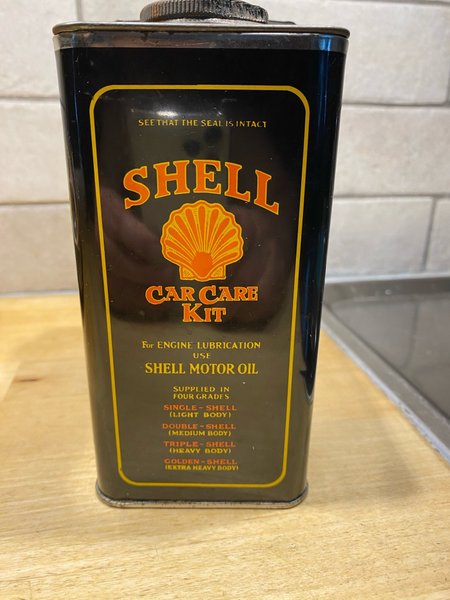 SEE THAT THE SEAL IS INTACT
SHELL
CAR CARE
KIT
For ENGINE LUBRICATION
USE
SHELL MOTOR OIL
SUPPLIED IN
FOUR GRADES
SINGLE-SHELL
(LIGHT BODY)
DOUBLE-SHELL
(MEDIUM BODY)
TRIPLE-SHELL
(HEAVY BODY)
GOLDEN-SHELL
(EXTRA HEAVY BODY)